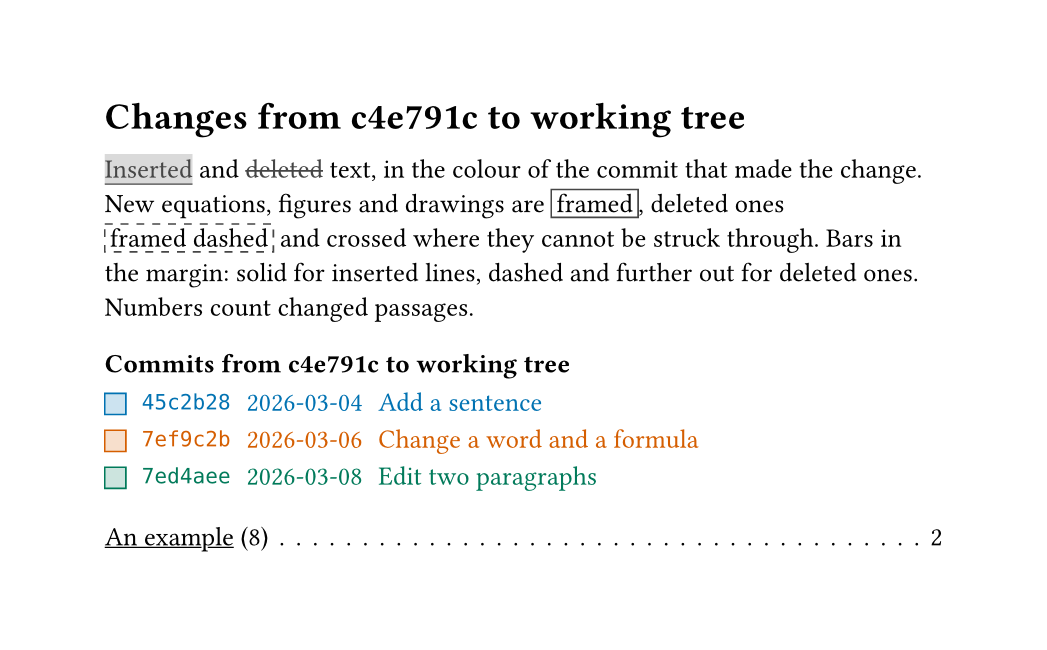 Changes from c4e791c to working tree
Inserted and deleted text, in the colour of the commit that made the change.
New equations, figures and drawings are framed, deleted ones
framed dashed and crossed where they cannot be struck through. Bars in
the margin: solid for inserted lines, dashed and further out for deleted ones.
Numbers count changed passages.
Commits from c4e791c to working tree
45c2b28 2026-03-04 Add a sentence
7ef9c2b 2026-03-06 Change a word and a formula
7ed4aee 2026-03-08 Edit two paragraphs
An example (8) . . . . . . . . . . . . . . . . . . . . . . . . . . . . . . . . . . . . . . . 2